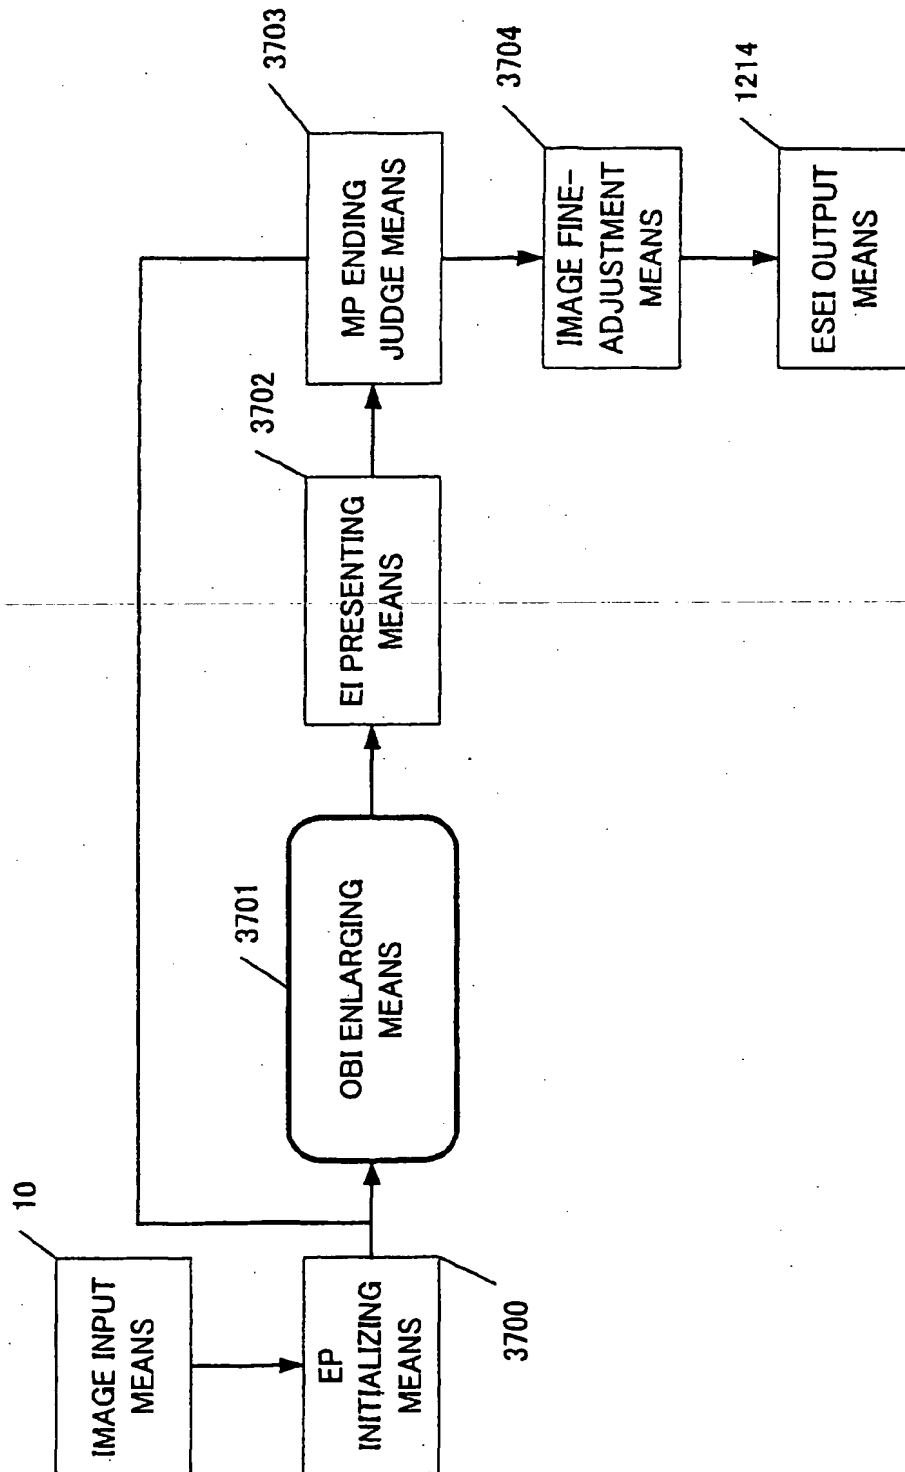 10
IMAGE INPUT
MEANS
EP
INITIALIZING
MEANS
3700
3701
OBI ENLARGING
MEANS
3702
EI PRESENTING
MEANS
3703
MP ENDING
JUDGE MEANS
3704
IMAGE FINE-
ADJUSTMENT
MEANS
1214
ESEI OUTPUT
MEANS